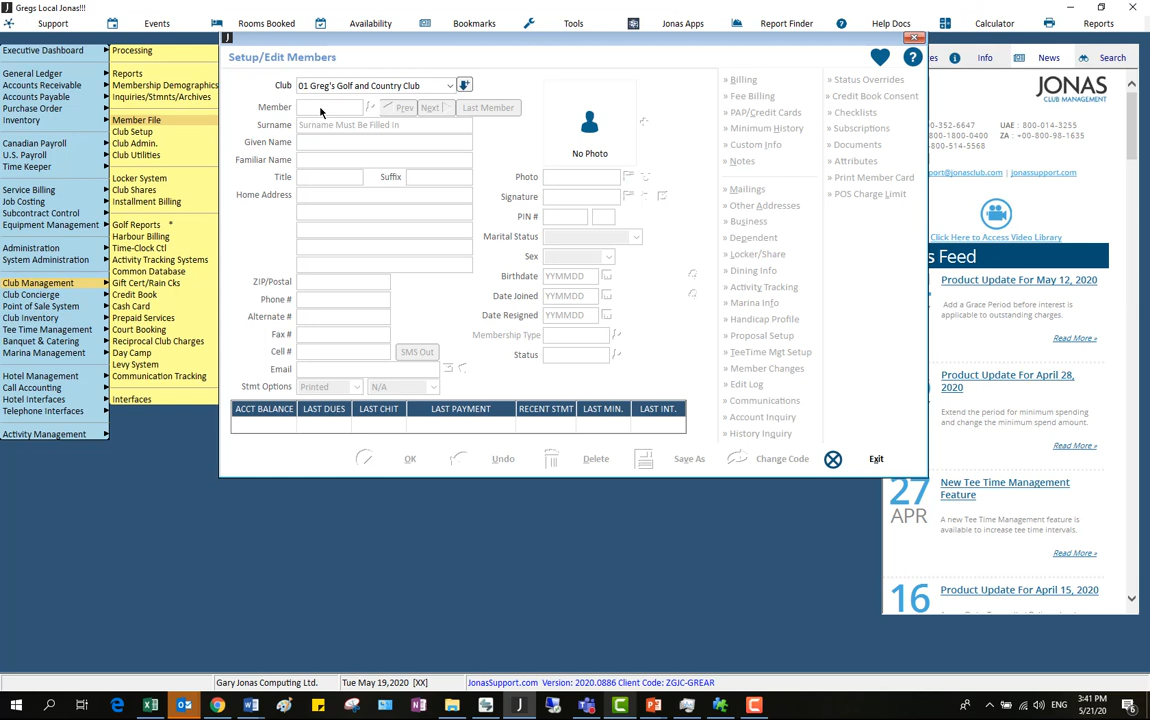 Gregs Local Jonas!!!
Support Events Rooms Booked Availability Bookmarks Tools Jonas Apps Report Finder Help Docs Calculator Reports
Executive Dashboard
General Ledger
Accounts Receivable
Accounts Payable
Purchase Order
Inventory
Canadian Payroll
U.S. Payroll
Time Keeper
Service Billing
Job Costing
Subcontract Control
Equipment Management
Administration
System Administration
Club Management
Club Concierge
Point of Sale System
Club Inventory
Tee Time Management
Banquet & Catering
Marina Management
Hotel Management
Call Accounting
Hotel Interfaces
Telephone Interfaces
Activity Management
Processing
Reports
Membership Demographics
Inquiries/Stmnts/Archives
Member File
Club Setup
Club Admin.
Club Utilities
Locker System
Club Shares
Installment Billing
Golf Reports *
Harbour Billing
Time-Clock Ctl
Activity Tracking Systems
Common Database
Gift Cert/Rain Cks
Credit Book
Cash Card
Prepaid Services
Court Booking
Reciprocal Club Charges
Day Camp
Levy System
Communication Tracking
Interfaces
Setup/Edit Members
Club 01 Greg's Golf and Country Club
Member Prev Next Last Member
Surname Surname Must Be Filled In
Given Name
Familiar Name
Title Suffix
Home Address
ZIP/Postal
Phone #
Alternate #
Fax #
Cell # SMS Out
Email
Stmt Options Printed N/A
No Photo
Photo
Signature
PIN #
Marital Status
Sex
Birthdate YYMMDD
Date Joined YYMMDD
Date Resigned YYMMDD
Membership Type
Status
ACCT BALANCE LAST DUES LAST CHIT LAST PAYMENT RECENT STMT LAST MIN. LAST INT.
OK Undo Delete Save As Change Code Exit
» Billing
» Fee Billing
» PAP/Credit Cards
» Minimum History
» Custom Info
» Notes
» Mailings
» Other Addresses
» Business
» Dependent
» Locker/Share
» Dining Info
» Activity Tracking
» Marina Info
» Handicap Profile
» Proposal Setup
» TeeTime Mgt Setup
» Member Changes
» Edit Log
» Communications
» Account Inquiry
» History Inquiry
» Status Overrides
» Credit Book Consent
» Checklists
» Subscriptions
» Documents
» Attributes
» Print Member Card
» POS Charge Limit
es Info News Search
JONAS
CLUB MANAGEMENT
-352-6647 UAE : 800-014-3255
-1800-0400 ZA : +00-800-98-1635
-514-5568
port@jonasclub.com | jonassupport.com
Click Here to Access Video Library
s Feed
Product Update For May 12, 2020
Add a Grace Period before interest is
applicable to outstanding charges.
Read More »
Product Update For April 28,
2020
Extend the period for minimum spending
and change the minimum spend amount.
Read More »
27
APR
New Tee Time Management
Feature
A new Tee Time Management feature is
available to increase tee time intervals.
Read More »
16
Product Update For April 15, 2020
Gary Jonas Computing Ltd. Tue May 19,2020 [XX] JonasSupport.com Version: 2020.0886 Client Code: ZGJC-GREAR
ENG
3:41 PM
5/21/20
6